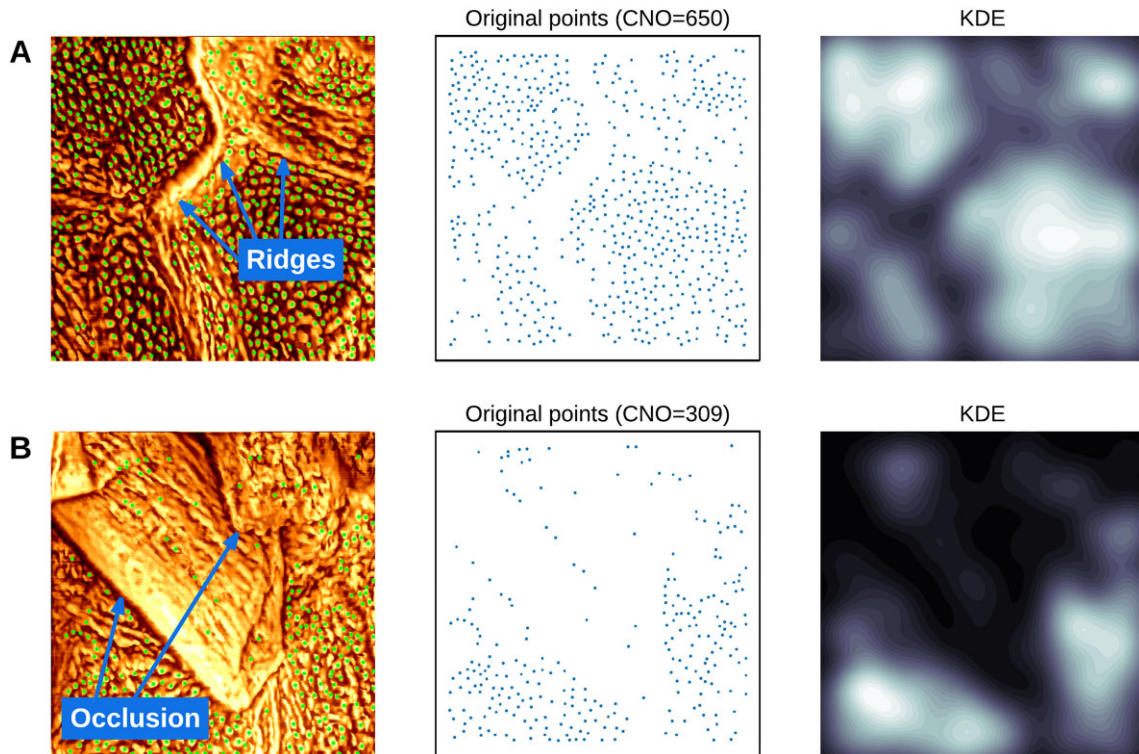 Original points (CNO=650)
KDE
A
Ridges
Original points (CNO=309)
KDE
B
Occlusion